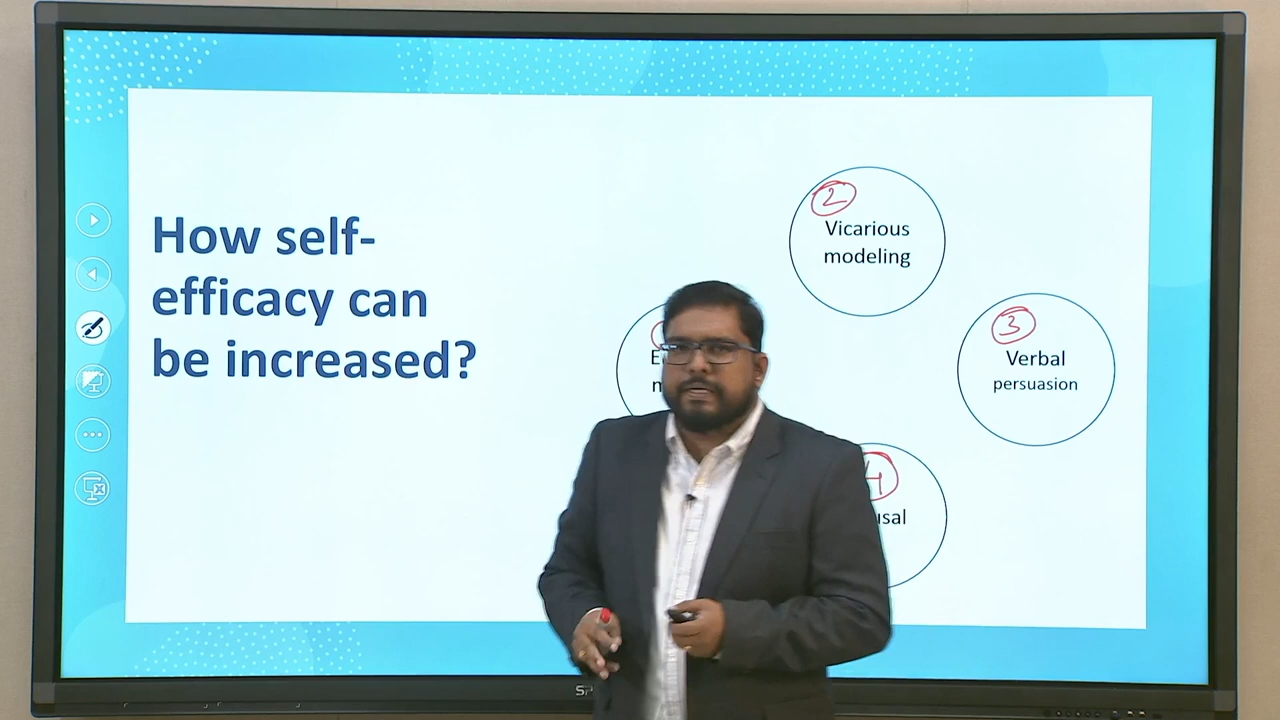 How self-
efficacy can
be increased?
2
Vicarious
modeling
3
Verbal
persuasion
4